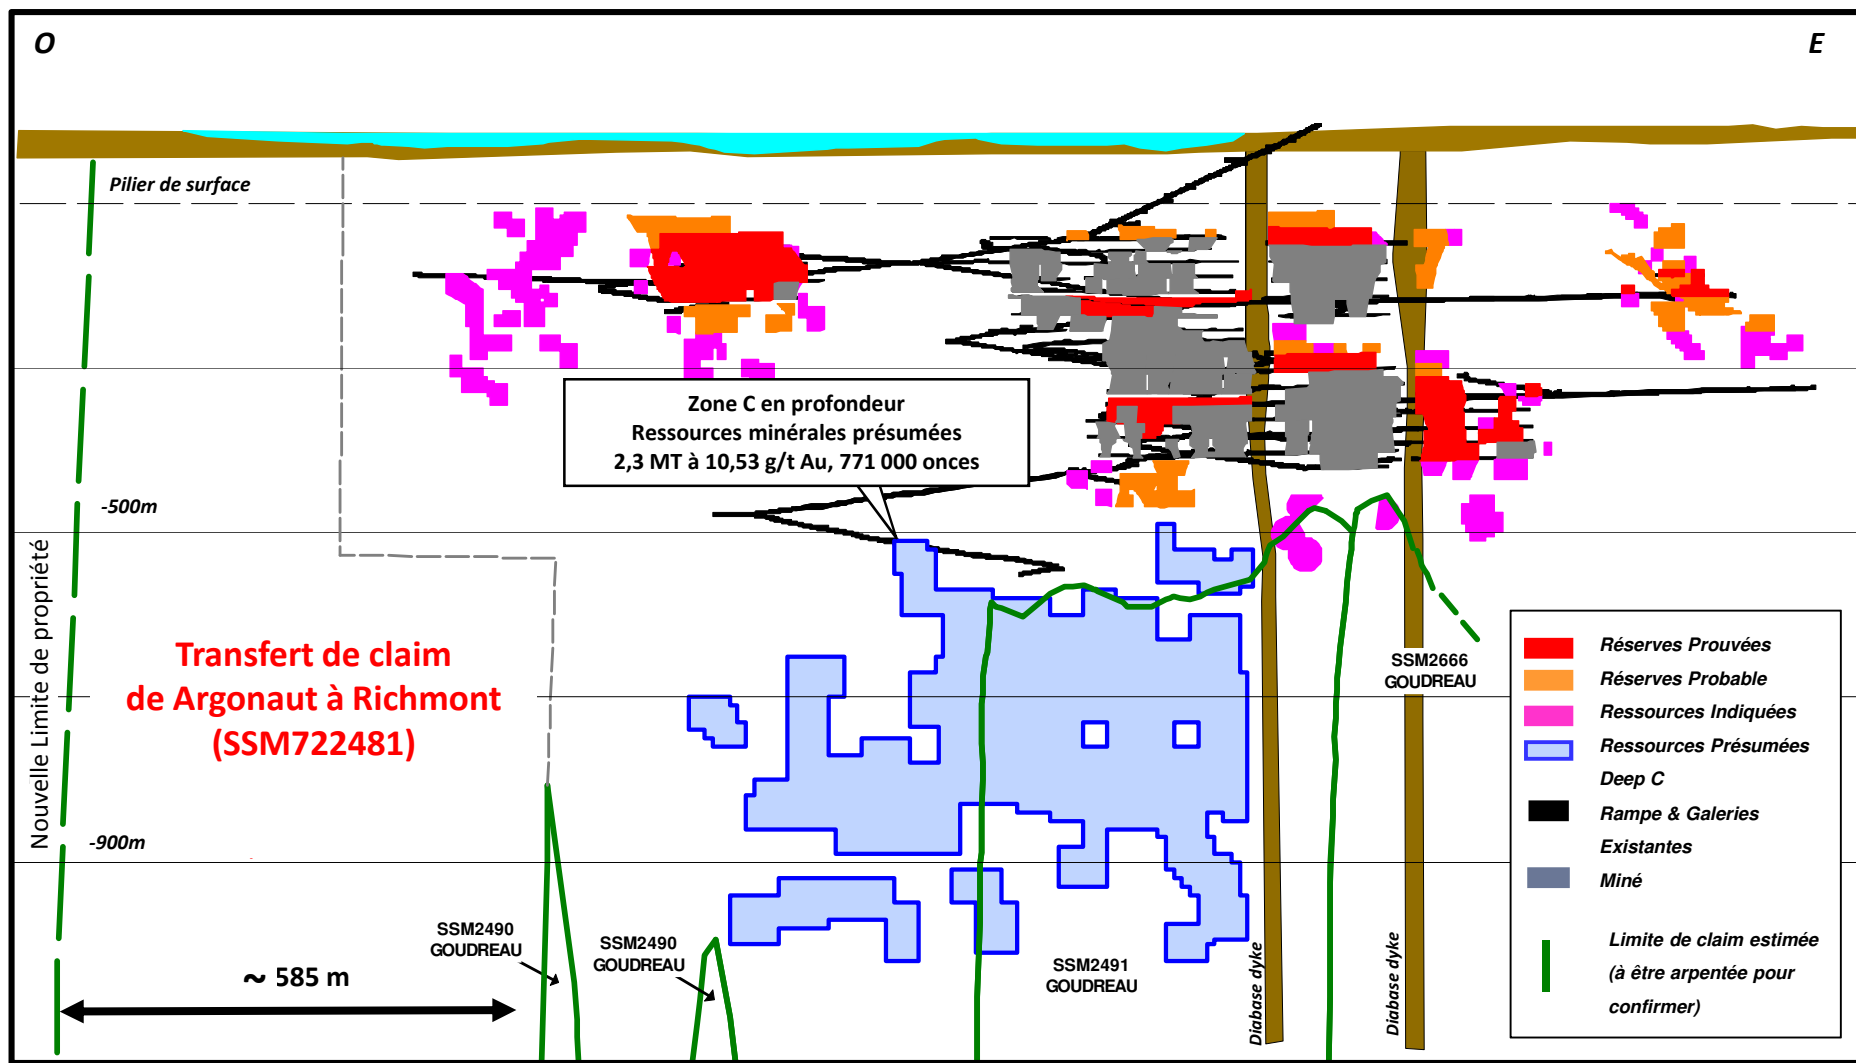 O
E
Pilier de surface
Zone C en profondeur
Ressources minérales présumées
2,3 MT à 10,53 g/t Au, 771 000 onces
-500m
Nouvelle Limite de propriété
Transfert de claim
de Argonaut à Richmont
(SSM722481)
-900m
SSM2490
GOUDREAU
SSM2490
GOUDREAU
~ 585 m
SSM2491
GOUDREAU
Diabase dyke
Diabase dyke
SSM2666
GOUDREAU
Réserves Prouvées
Réserves Probable
Ressources Indiquées
Ressources Présumées
Deep C
Rampe & Galeries
Existantes
Miné
Limite de claim estimée
(à être arpentée pour
confirmer)